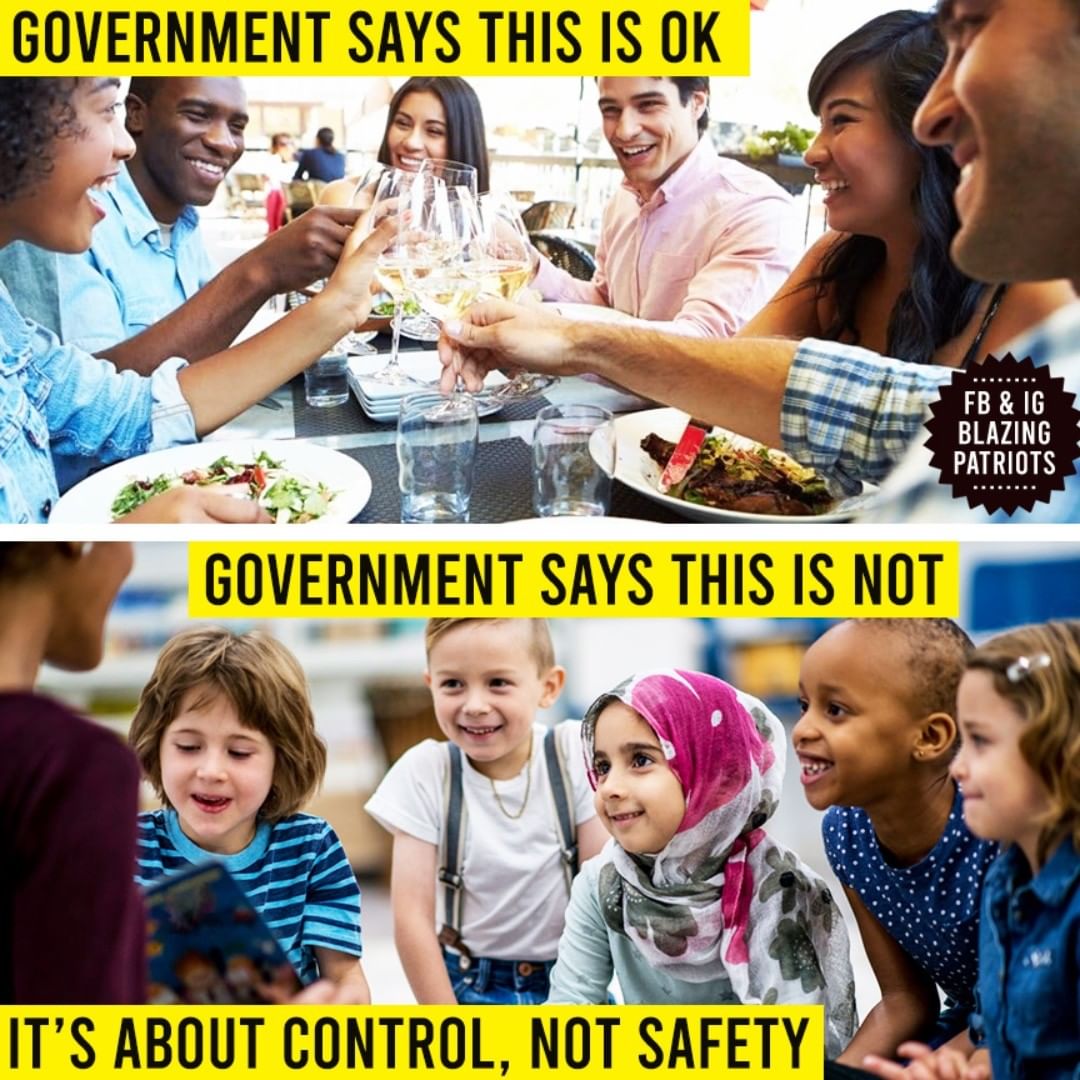 GOVERNMENT SAYS THIS IS OK
FB & IG
BLAZING
PATRIOTS
GOVERNMENT SAYS THIS IS NOT
IT'S ABOUT CONTROL, NOT SAFETY